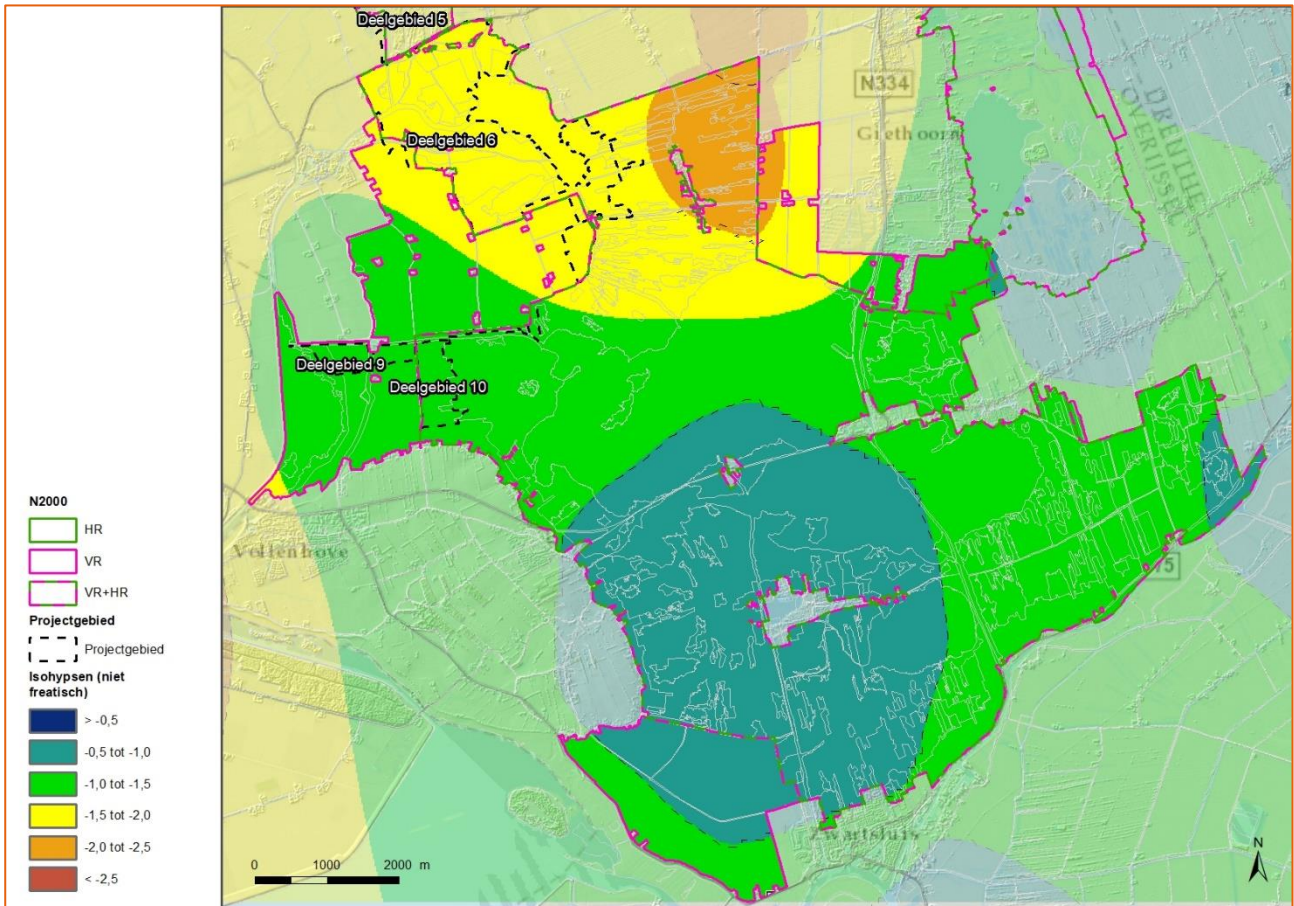 N2000
HR
VR
VR+HR
Projectgebied
Projectgebied
Isohypsen (niet
freatisch)
> -0,5
-0,5 tot -1,0
-1,0 tot -1,5
-1,5 tot -2,0
-2,0 tot -2,5
< -2,5
Deelgebied 5
N334
Giethoorn
DRENTHE
OVERIJSSEL
Deelgebied 6
Deelgebied 9
Deelgebied 10
Vollenhove
Zwartsluis
0 1000 2000 m
N